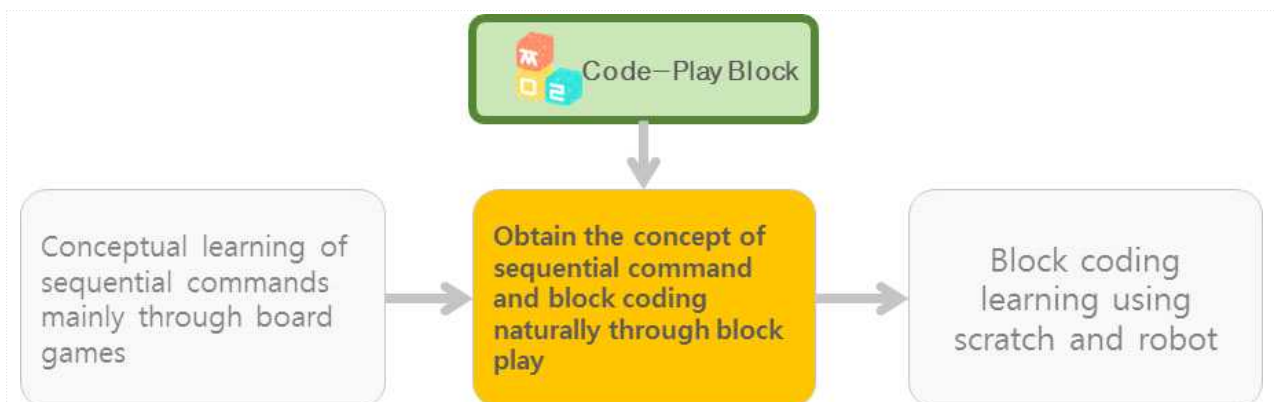 Code-Play Block
Conceptual learning of
sequential commands
mainly through board
games
Obtain the concept of
sequential command
and block coding
naturally through block
play
Block coding
learning using
scratch and robot